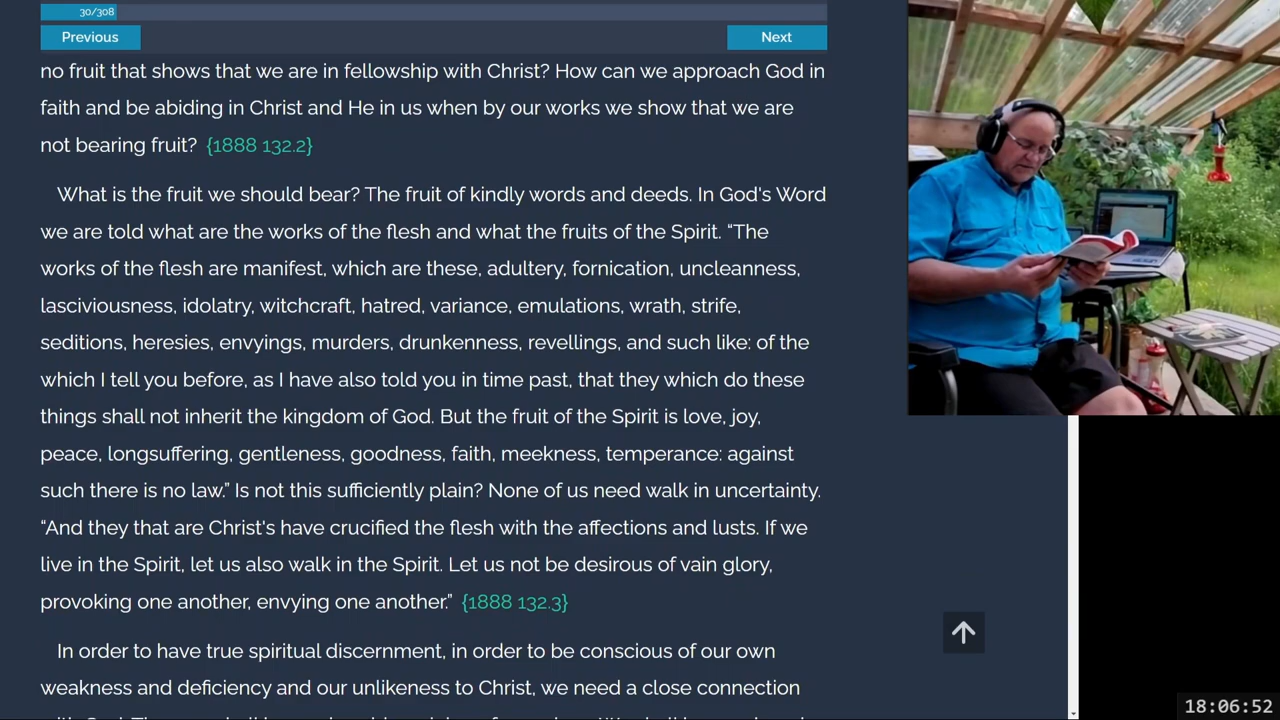 30/308
Previous
Next
no fruit that shows that we are in fellowship with Christ? How can we approach God in
faith and be abiding in Christ and He in us when by our works we show that we are
not bearing fruit? {1888 132.2}
What is the fruit we should bear? The fruit of kindly words and deeds. In God's Word
we are told what are the works of the flesh and what the fruits of the Spirit. “The
works of the flesh are manifest, which are these, adultery, fornication, uncleanness,
lasciviousness, idolatry, witchcraft, hatred, variance, emulations, wrath, strife,
seditions, heresies, envyings, murders, drunkenness, revellings, and such like: of the
which I tell you before, as I have also told you in time past, that they which do these
things shall not inherit the kingdom of God. But the fruit of the Spirit is love, joy,
peace, longsuffering, gentleness, goodness, faith, meekness, temperance: against
such there is no law.” Is not this sufficiently plain? None of us need walk in uncertainty.
“And they that are Christ's have crucified the flesh with the affections and lusts. If we
live in the Spirit, let us also walk in the Spirit. Let us not be desirous of vain glory,
provoking one another, envying one another.” {1888 132.3}
In order to have true spiritual discernment, in order to be conscious of our own
weakness and deficiency and our unlikeness to Christ, we need a close connection
18:06:52